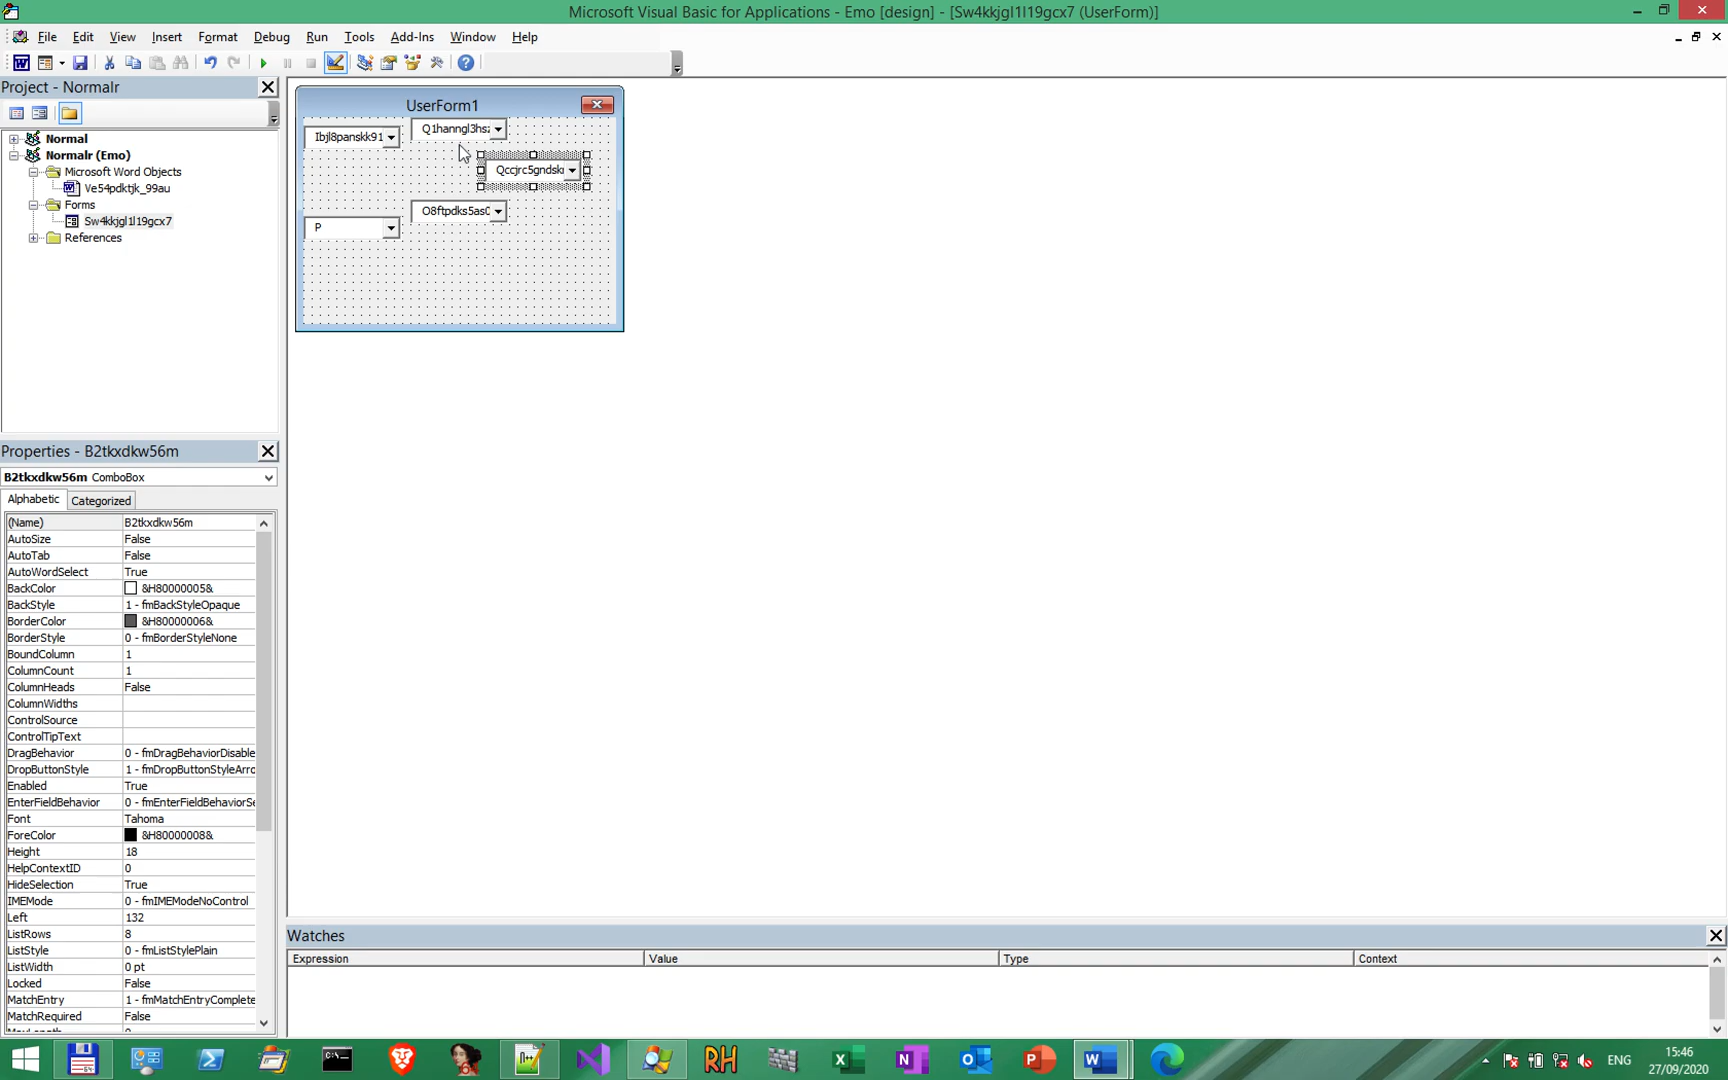 Microsoft Visual Basic for Applications - Emo [design] - [Sw4kkjgl1l19gcx7 (UserForm)]
File Edit View Insert Format Debug Run Tools Add-Ins Window Help
Project - Normalr
Normal
Normalr (Emo)
Microsoft Word Objects
Ve54pdktjk_99au
Forms
Sw4kkjgl1l19gcx7
References
UserForm1
Ibjl8panskk91
Q1hanngl3hsz
Qccjrc5gndsk
O8ftpdks5as0
P
Properties - B2tkxdkw56m
B2tkxdkw56m ComboBox
Alphabetic Categorized
(Name) B2tkxdkw56m
AutoSize False
AutoTab False
AutoWordSelect True
BackColor &H80000005&
BackStyle 1 - fmBackStyleOpaque
BorderColor &H80000006&
BorderStyle 0 - fmBorderStyleNone
BoundColumn 1
ColumnCount 1
ColumnHeads False
ColumnWidths
ControlSource
ControlTipText
DragBehavior 0 - fmDragBehaviorDisable
DropButtonStyle 1 - fmDropButtonStyleArro
Enabled True
EnterFieldBehavior 0 - fmEnterFieldBehaviorSe
Font Tahoma
ForeColor &H80000008&
Height 18
HelpContextID 0
HideSelection True
IMEMode 0 - fmIMEModeNoControl
Left 132
ListRows 8
ListStyle 0 - fmListStylePlain
ListWidth 0 pt
Locked False
MatchEntry 1 - fmMatchEntryComplete
MatchRequired False
Watches
Expression Value Type Context
ENG
15:46
27/09/2020